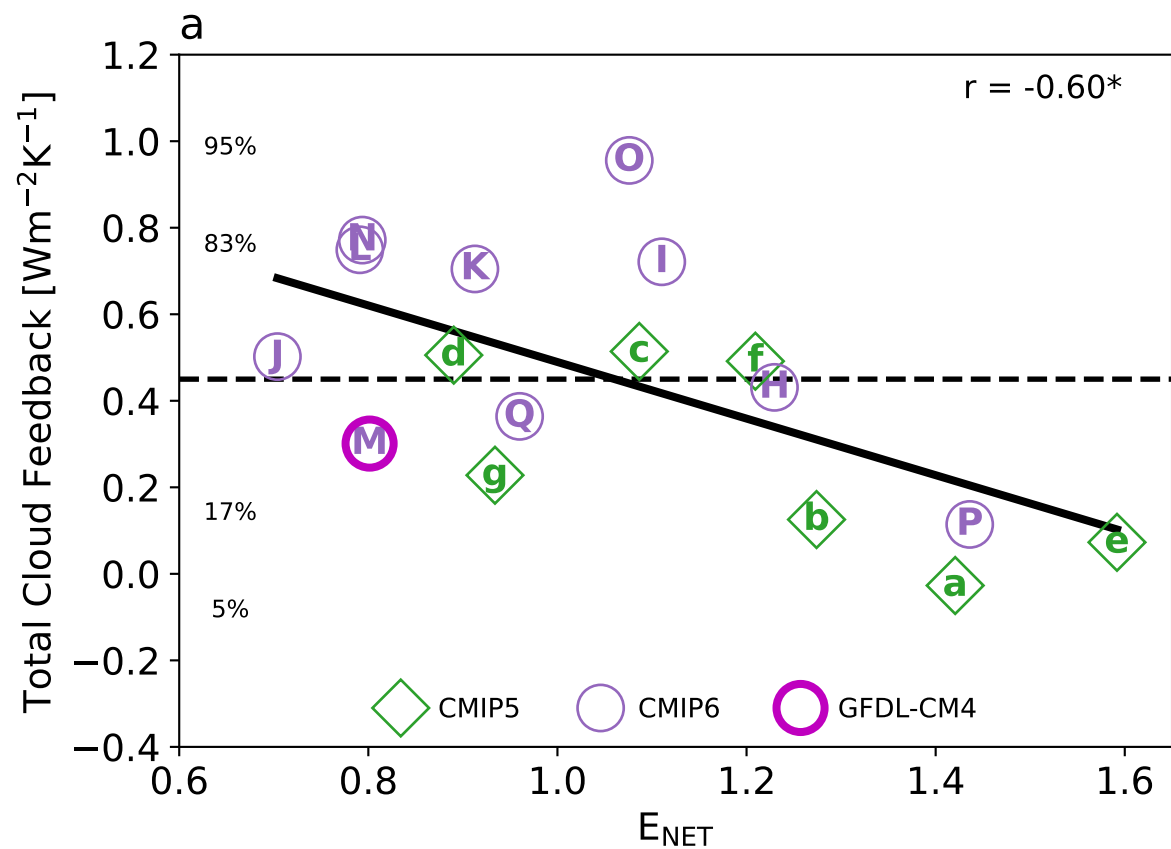 a
r = -0.60*
Total Cloud Feedback [Wm⁻²K⁻¹]
1.2
1.0
0.8
0.6
0.4
0.2
0.0
−0.2
−0.4
95%
83%
17%
5%
O
N
L
K
I
J
d
c
f
H
Q
M
g
b
P
e
a
CMIP5 CMIP6 GFDL-CM4
0.6 0.8 1.0 1.2 1.4 1.6
E_NET